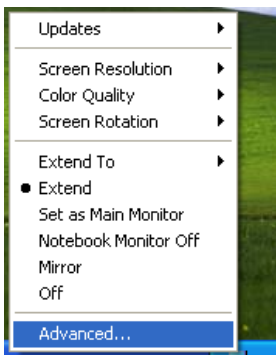 Updates
Screen Resolution
Color Quality
Screen Rotation
Extend To
Extend
Set as Main Monitor
Notebook Monitor Off
Mirror
Off
Advanced...